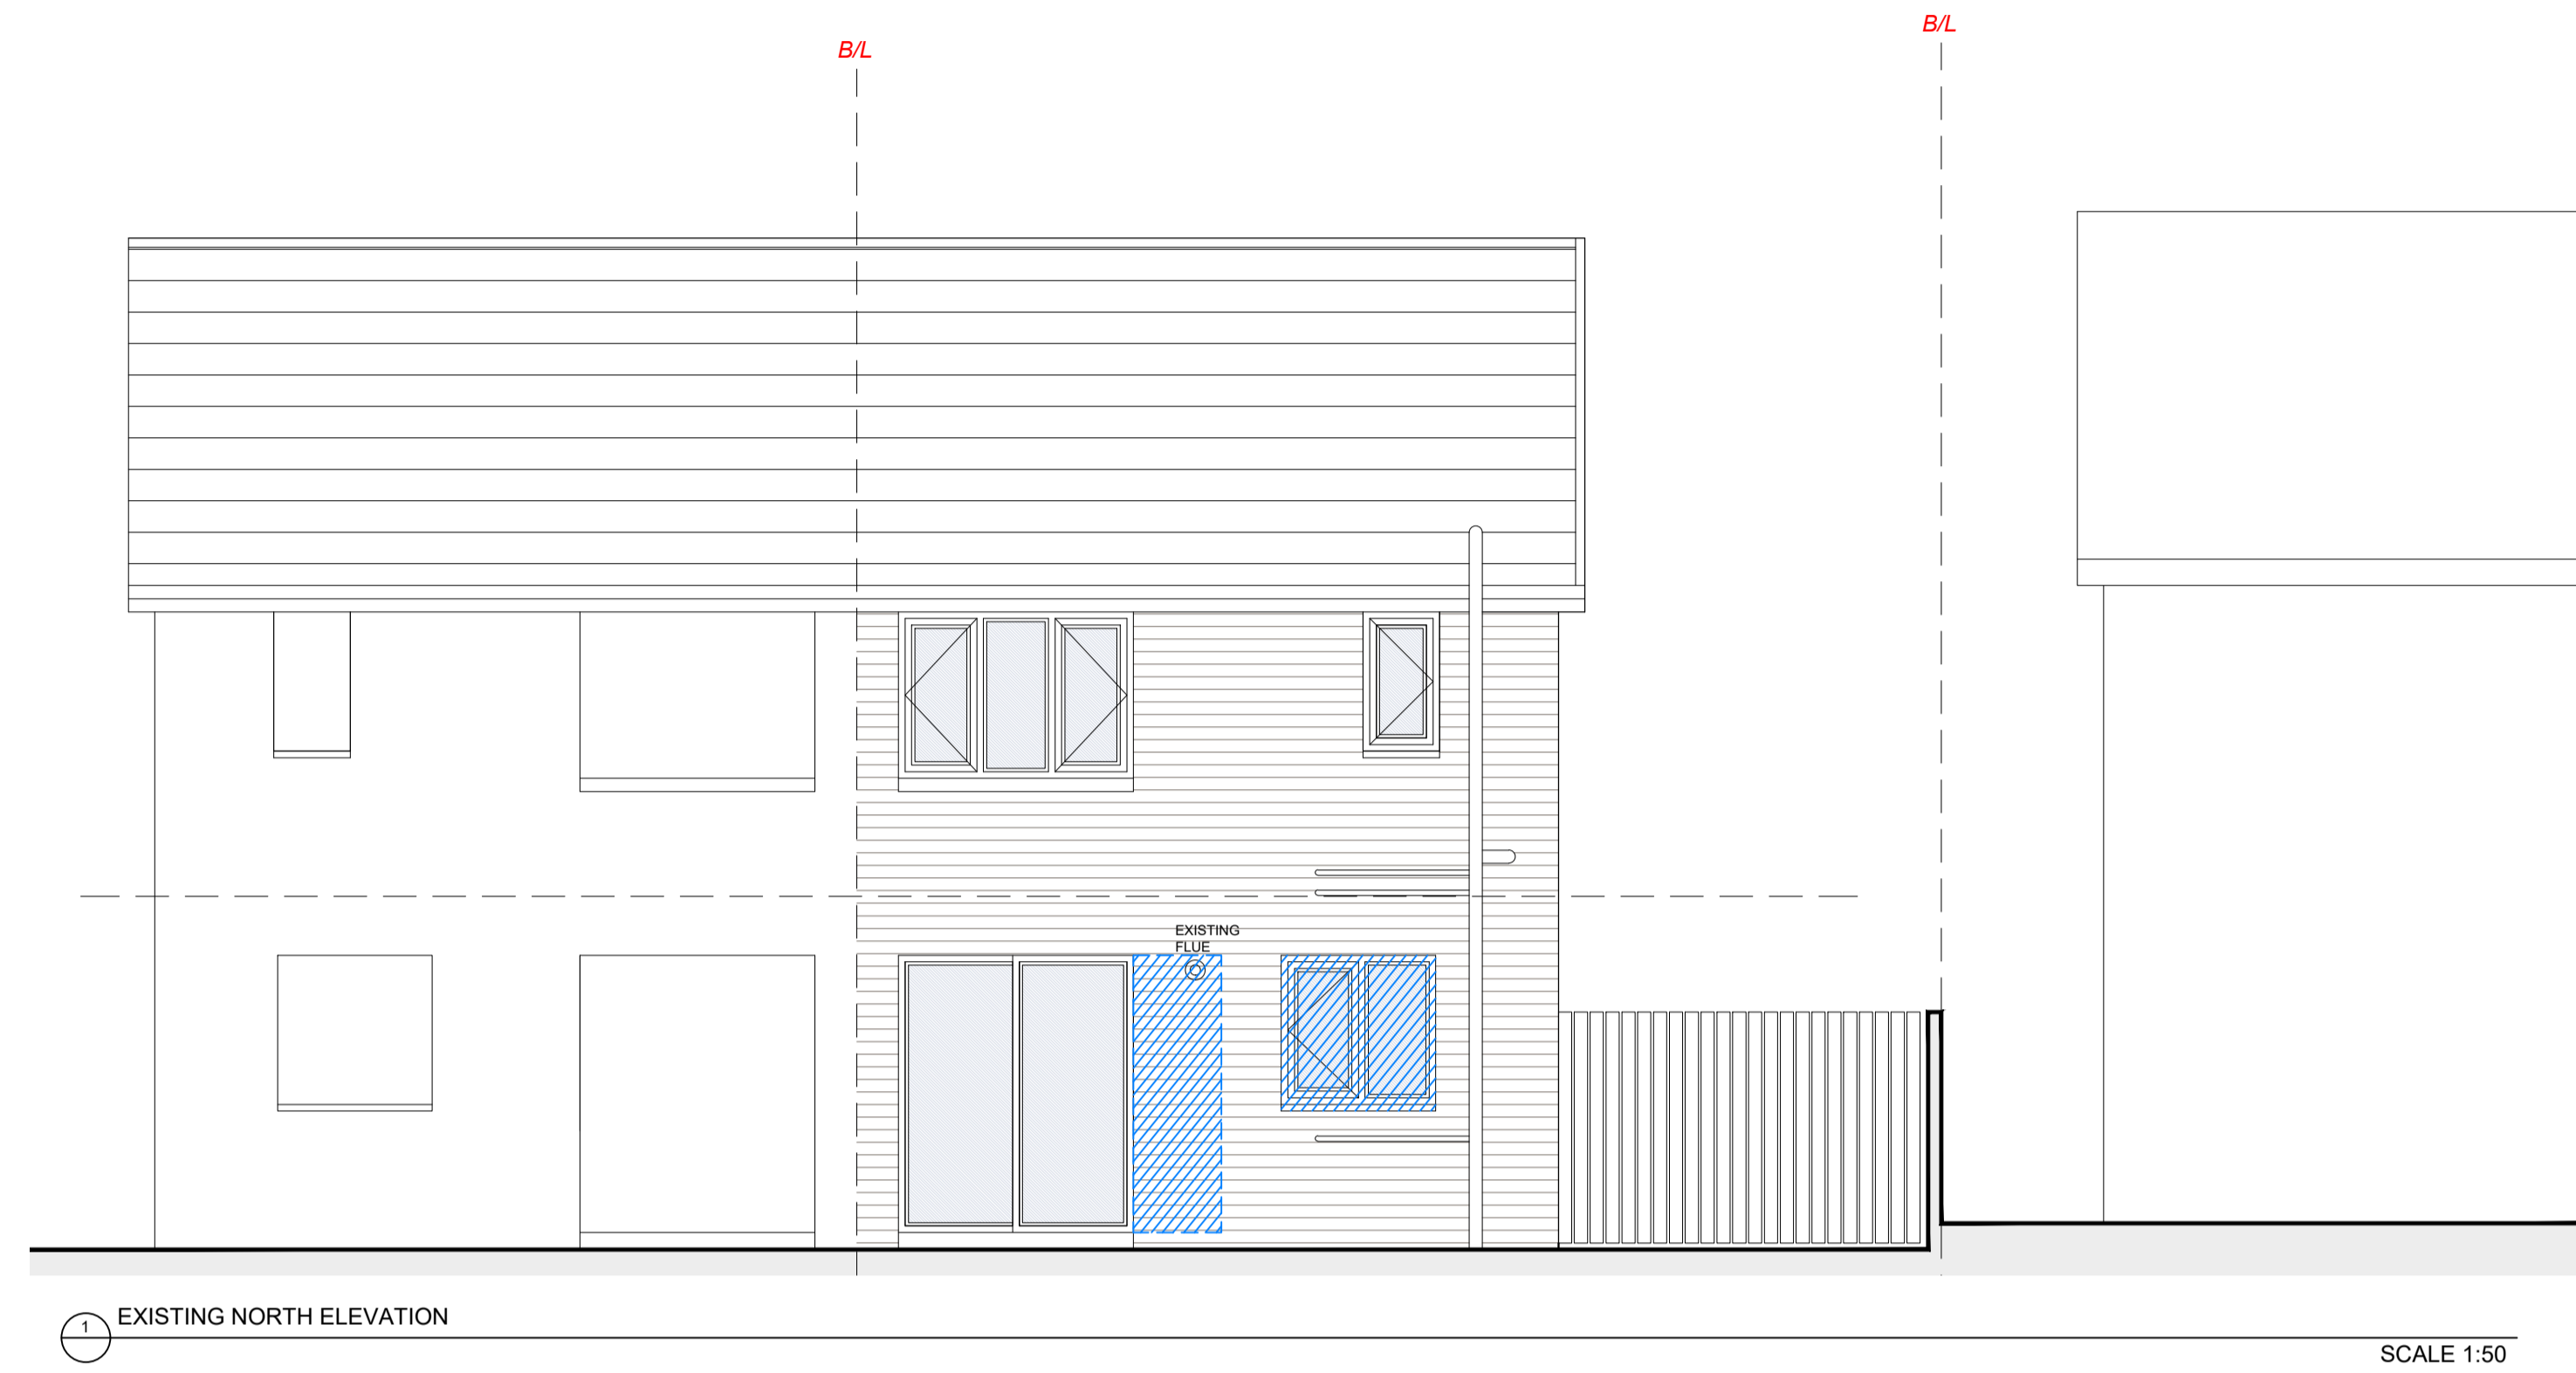 B/L
B/L
EXISTING
FLUE
1
EXISTING NORTH ELEVATION
SCALE 1:50